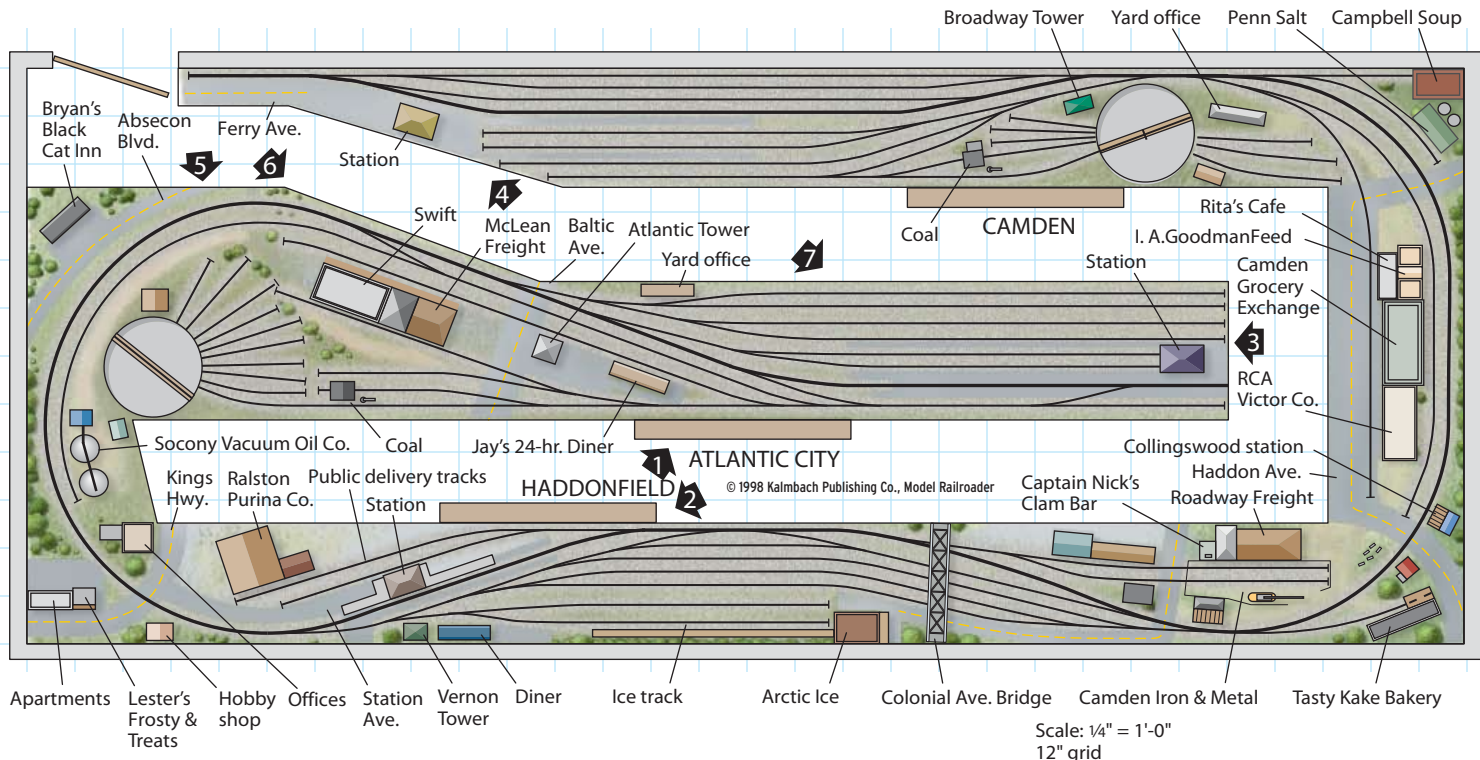 Broadway Tower
Yard office
Penn Salt
Campbell Soup
Bryan's
Black
Cat Inn
Absecon
Blvd.
Ferry Ave.
Station
5
6
4
Swift
McLean
Freight
Baltic
Ave.
Atlantic Tower
Yard office
7
Coal
CAMDEN
Station
Rita's Cafe
I. A.GoodmanFeed
Camden
Grocery
Exchange
3
RCA
Victor Co.
Socony Vacuum Oil Co.
Coal
Jay's 24-hr. Diner
1
ATLANTIC CITY
HADDONFIELD
2
© 1998 Kalmbach Publishing Co., Model Railroader
Collingswood station
Haddon Ave.
Roadway Freight
Captain Nick's
Clam Bar
Kings
Hwy.
Ralston
Purina Co.
Public delivery tracks
Station
Apartments
Lester's
Frosty &
Treats
Hobby
shop
Offices
Station
Ave.
Vernon
Tower
Diner
Ice track
Arctic Ice
Colonial Ave. Bridge
Camden Iron & Metal
Tasty Kake Bakery
Scale: 1/4" = 1'-0"
12" grid